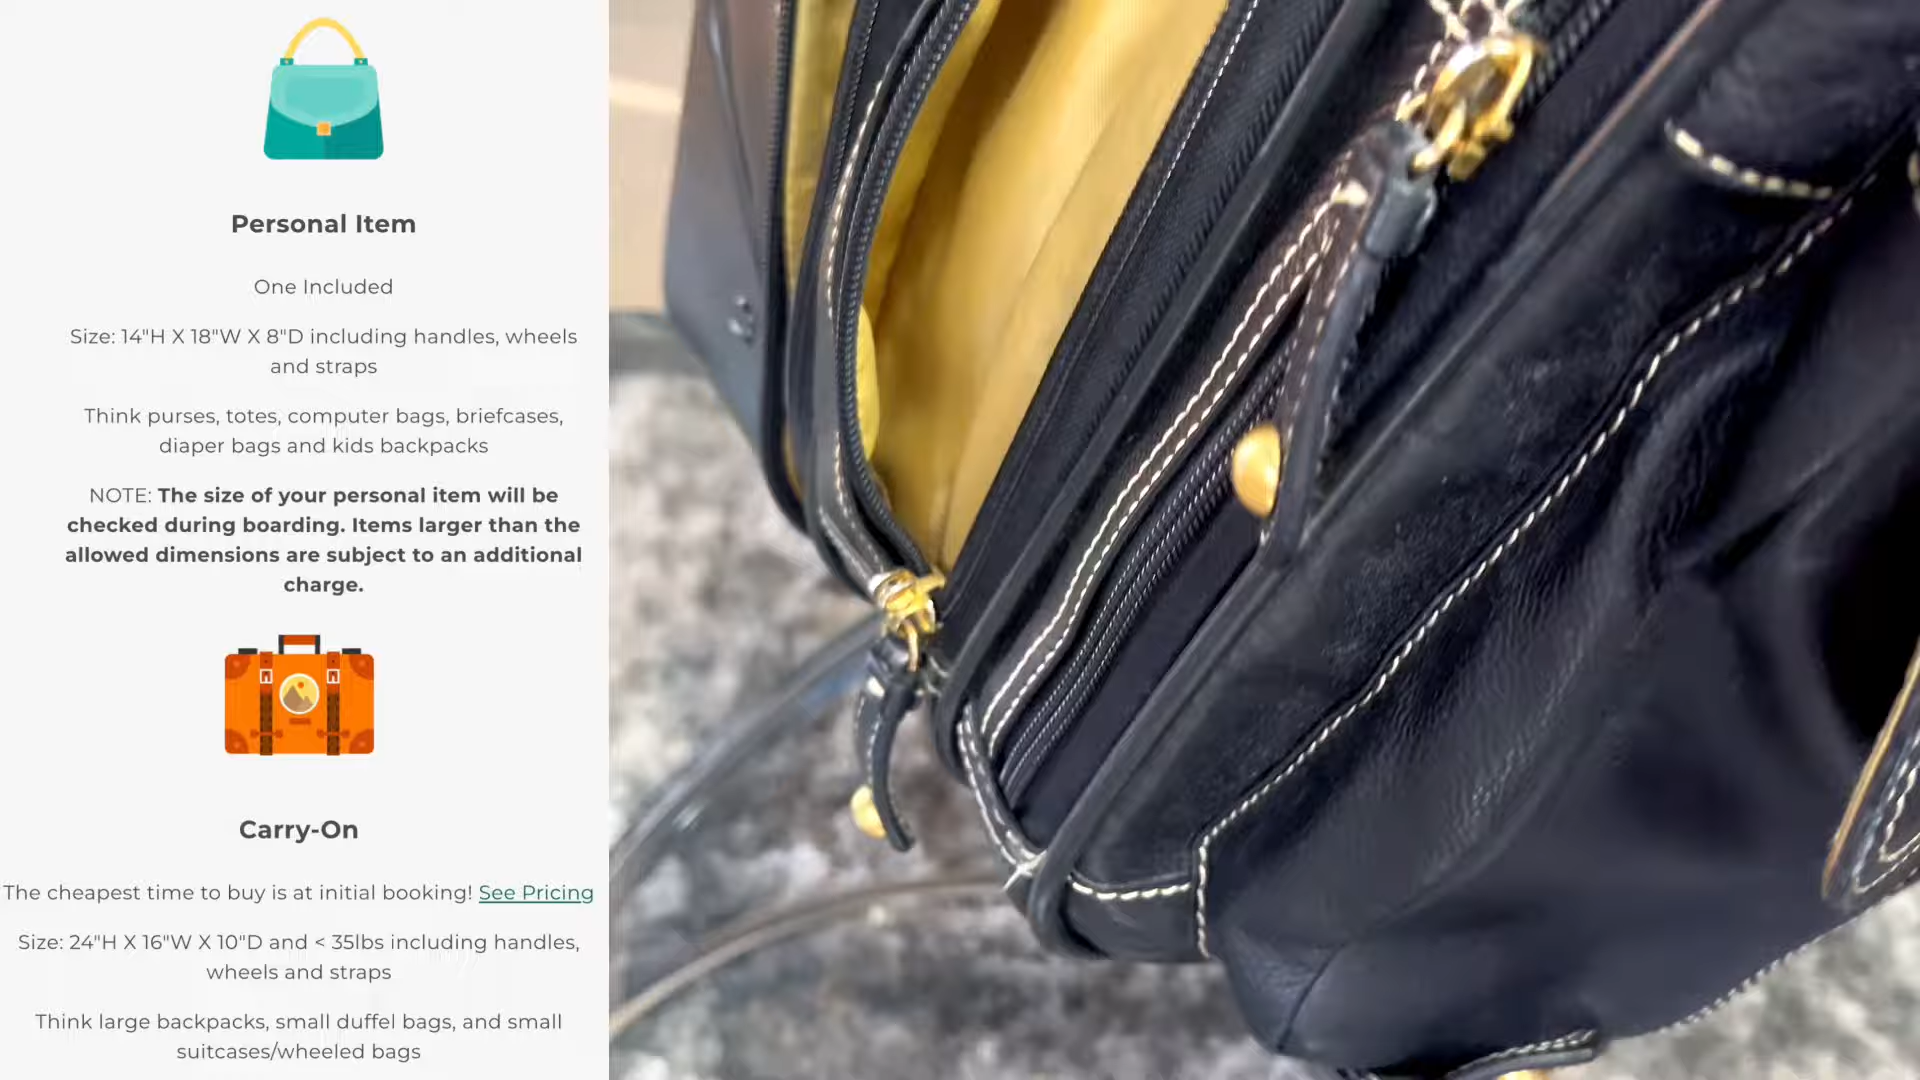 Personal Item
One Included
Size: 14"H X 18"W X 8"D including handles, wheels
and straps
Think purses, totes, computer bags, briefcases,
diaper bags and kids backpacks
NOTE: The size of your personal item will be
checked during boarding. Items larger than the
allowed dimensions are subject to an additional
charge.
Carry-On
The cheapest time to buy is at initial booking! See Pricing
Size: 24"H X 16"W X 10"D and < 35lbs including handles,
wheels and straps
Think large backpacks, small duffel bags, and small
suitcases/wheeled bags